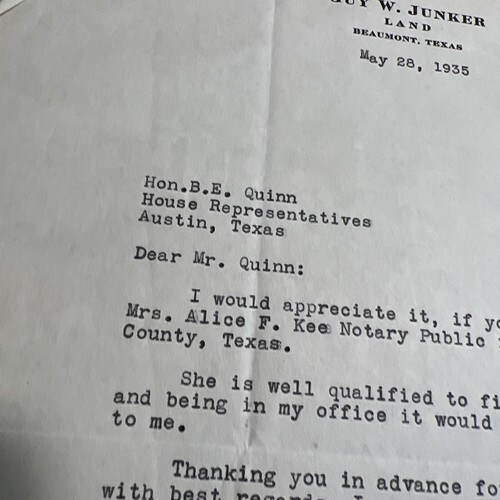 W. JUNKER
LAND
BEAUMONT, TEXAS
May 28, 1935
Hon.B.E. Quinn
House Representatives
Austin, Texas
Dear Mr. Quinn:
I would appreciate it, if
Mrs. Alice F. Kee Notary Public
County, Texas.
She is well qualified to
and being in my office it would
to me.
Thanking you in advance
with best regards, I